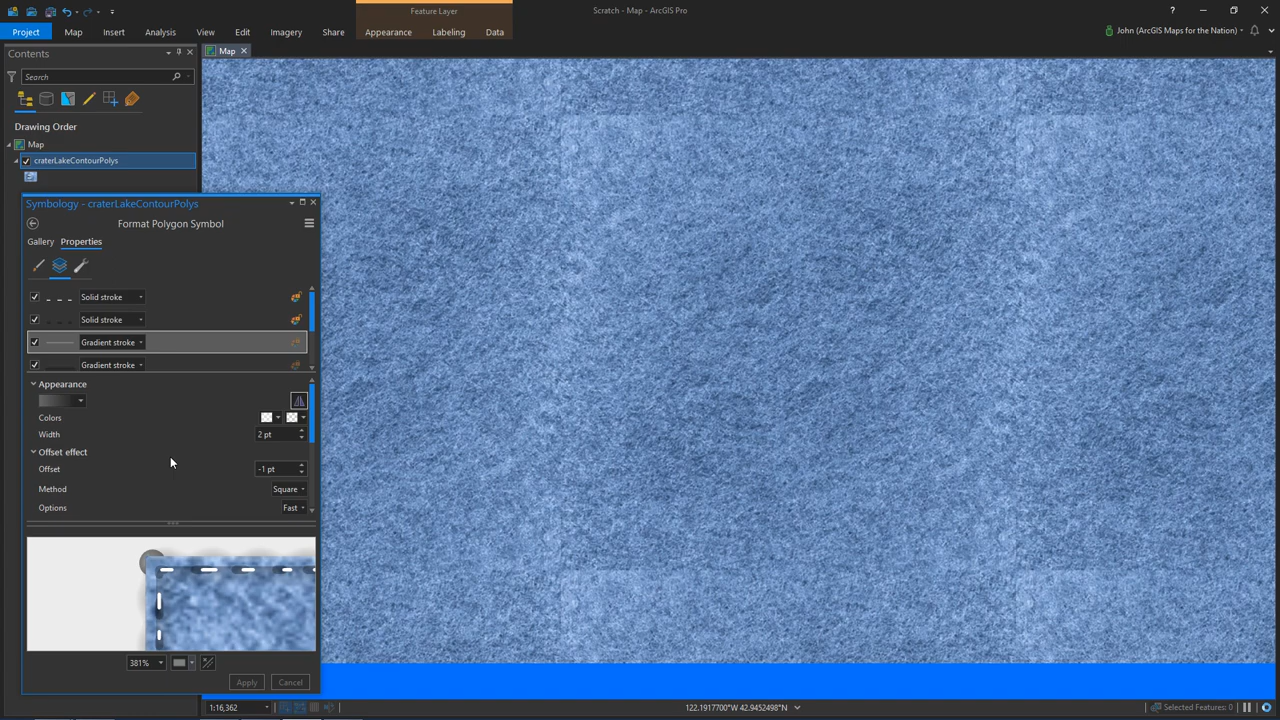 Feature Layer
Scratch - Map - ArcGIS Pro
?
Project Map Insert Analysis View Edit Imagery Share Appearance Labeling Data
John (ArcGIS Maps for the Nation)
Contents
Map
Search
Drawing Order
Map
craterLakeContourPolys
Symbology - craterLakeContourPolys
Format Polygon Symbol
Gallery Properties
Solid stroke
Solid stroke
Gradient stroke
Gradient stroke
Appearance
Colors
Width 2 pt
Offset effect
Offset -1 pt
Method Square
Options Fast
381%
Apply Cancel
1:16,362
122.1917700°W 42.9452498°N
Selected Features: 0